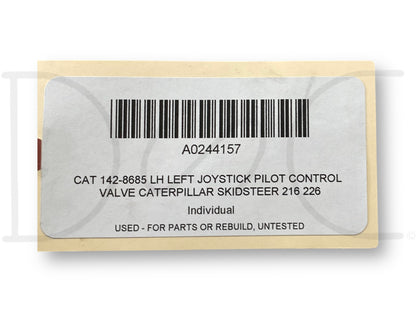 A0244157
CAT 142-8685 LH LEFT JOYSTICK PILOT CONTROL
VALVE CATERPILLAR SKIDSTEER 216 226
Individual
USED - FOR PARTS OR REBUILD, UNTESTED